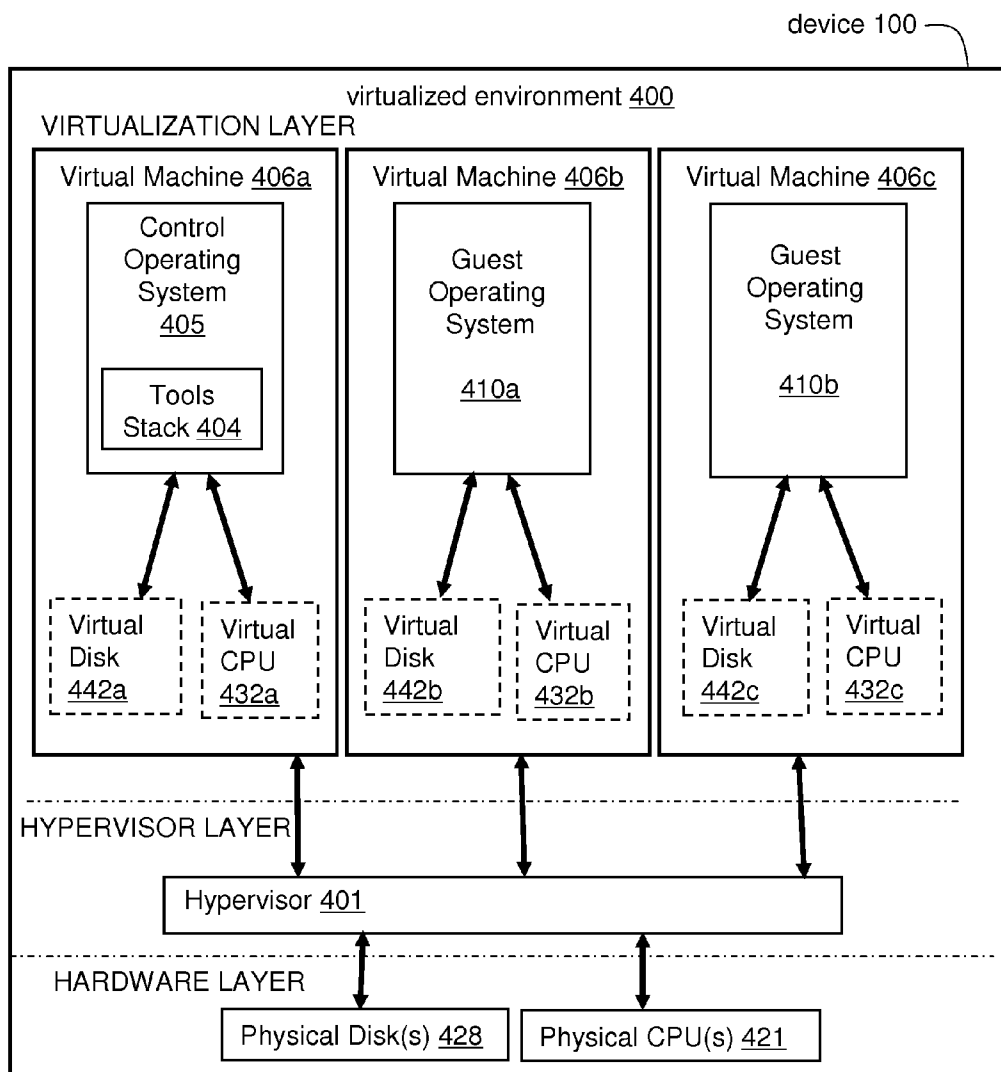 device 100
virtualized environment 400
VIRTUALIZATION LAYER
Virtual Machine 406a
Control
Operating
System
405
Tools
Stack 404
Virtual
Disk
442a
Virtual
CPU
432a
Virtual Machine 406b
Guest
Operating
System
410a
Virtual
Disk
442b
Virtual
CPU
432b
Virtual Machine 406c
Guest
Operating
System
410b
Virtual
Disk
442c
Virtual
CPU
432c
HYPERVISOR LAYER
Hypervisor 401
HARDWARE LAYER
Physical Disk(s) 428
Physical CPU(s) 421